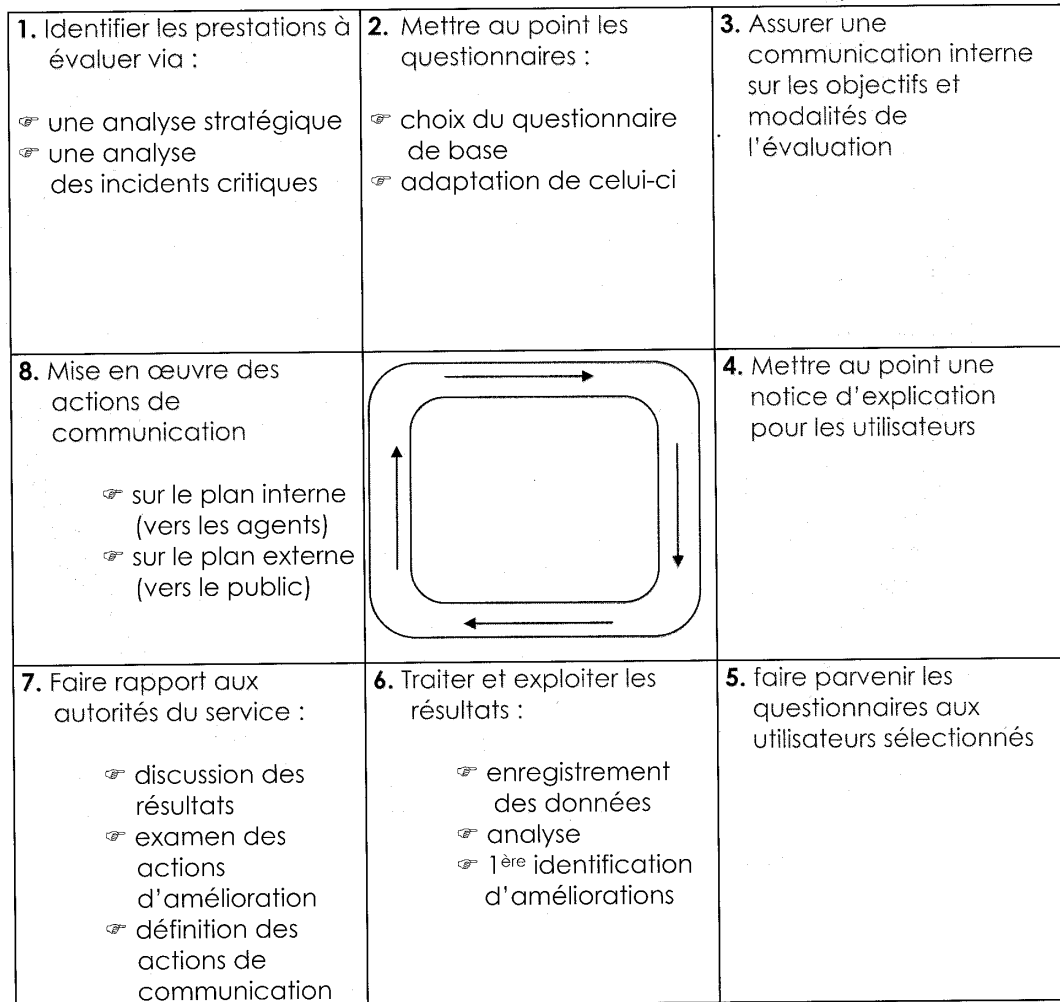 1. Identifier les prestations à
évaluer via :
☞ une analyse stratégique
☞ une analyse
des incidents critiques
2. Mettre au point les
questionnaires :
☞ choix du questionnaire
de base
☞ adaptation de celui-ci
3. Assurer une
communication interne
sur les objectifs et
modalités de
l'évaluation
4. Mettre au point une
notice d'explication
pour les utilisateurs
5. faire parvenir les
questionnaires aux
utilisateurs sélectionnés
6. Traiter et exploiter les
résultats :
☞ enregistrement
des données
☞ analyse
☞ 1ère identification
d'améliorations
7. Faire rapport aux
autorités du service :
☞ discussion des
résultats
☞ examen des
actions
d'amélioration
☞ définition des
actions de
communication
8. Mise en œuvre des
actions de
communication
☞ sur le plan interne
(vers les agents)
☞ sur le plan externe
(vers le public)